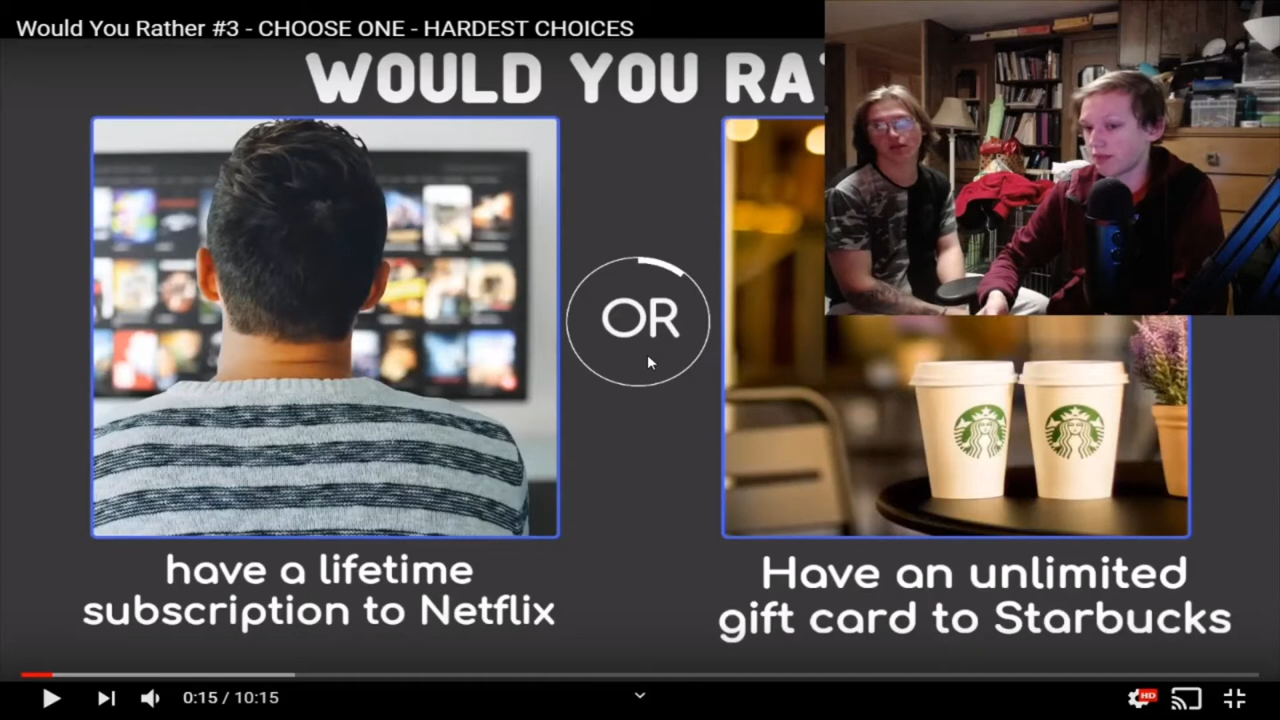 Would You Rather #3 - CHOOSE ONE - HARDEST CHOICES
WOULD YOU RA
OR
have a lifetime
subscription to Netflix
Have an unlimited
gift card to Starbucks
0:15 / 10:15
HD